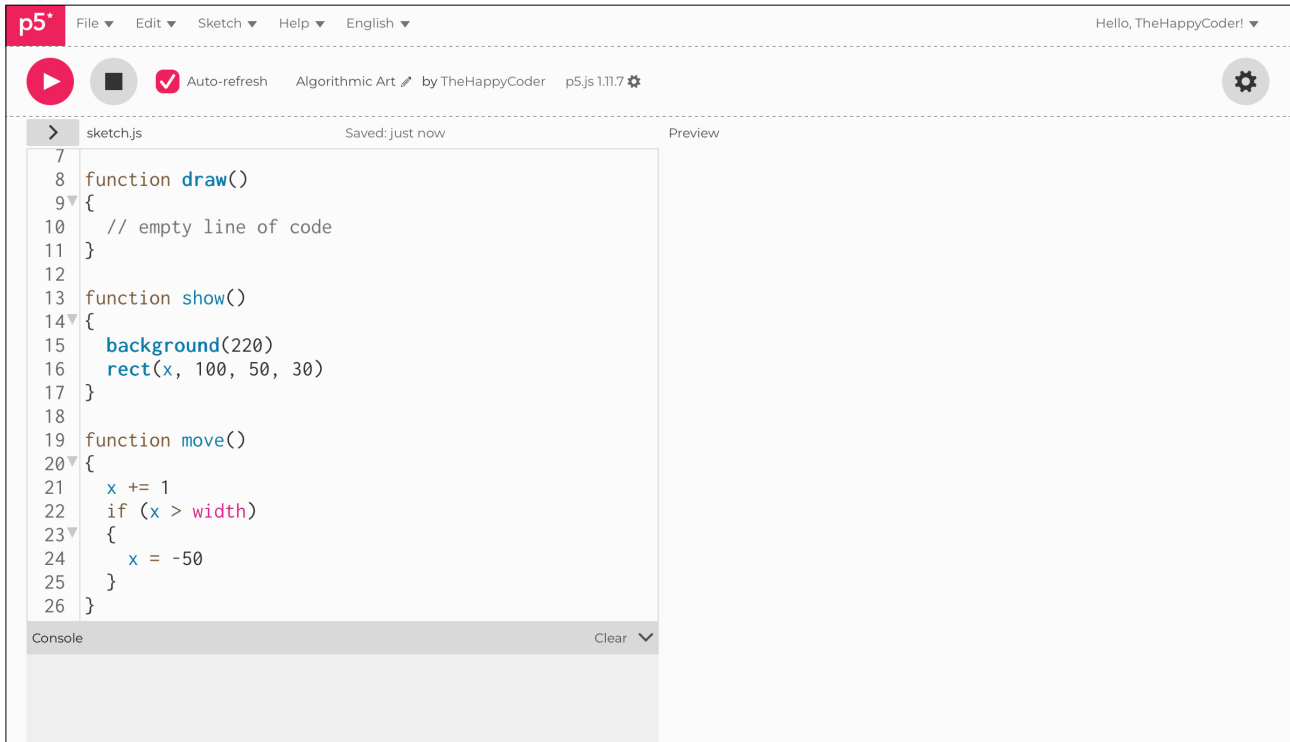 p5* File Edit Sketch Help English Hello, TheHappyCoder!
Auto-refresh Algorithmic Art by TheHappyCoder p5.js 1.11.7
sketch.js Saved: just now Preview
7
8 function draw()
9 {
10 // empty line of code
11 }
12
13 function show()
14 {
15 background(220)
16 rect(x, 100, 50, 30)
17 }
18
19 function move()
20 {
21 x += 1
22 if (x > width)
23 {
24 x = -50
25 }
26 }
Console Clear